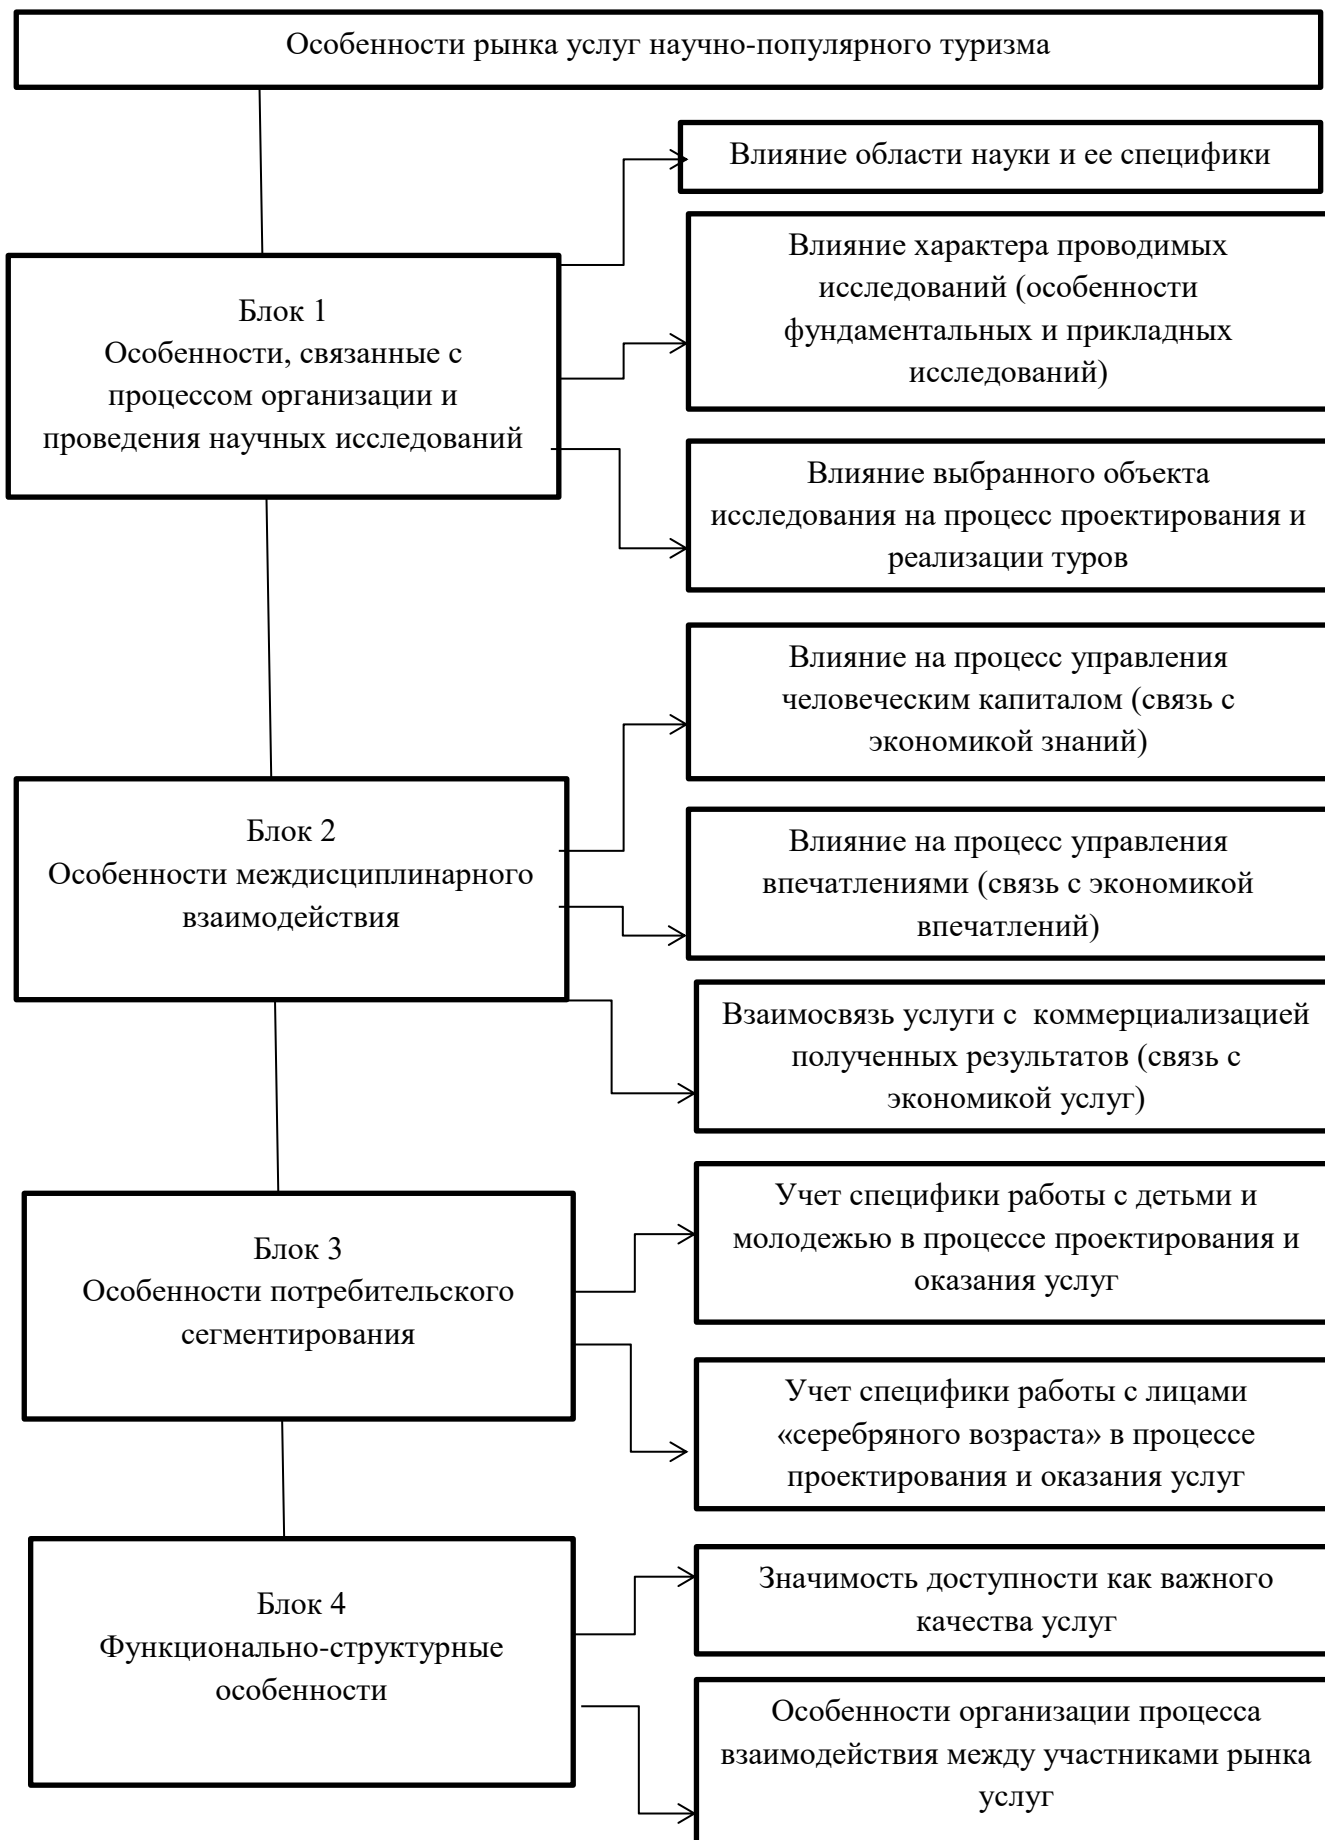 Особенности рынка услуг научно-популярного туризма
Влияние области науки и ее специфики
Влияние характера проводимых
исследований (особенности
фундаментальных и прикладных
исследований)
Блок 1
Особенности, связанные с
процессом организации и
проведения научных исследований
Влияние выбранного объекта
исследования на процесс проектирования и
реализации туров
Влияние на процесс управления
человеческим капиталом (связь с
экономикой знаний)
Блок 2
Особенности междисциплинарного
взаимодействия
Влияние на процесс управления
впечатлениями (связь с экономикой
впечатлений)
Взаимосвязь услуги с коммерциализацией
полученных результатов (связь с
экономикой услуг)
Блок 3
Особенности потребительского
сегментирования
Учет специфики работы с детьми и
молодежью в процессе проектирования и
оказания услуг
Учет специфики работы с лицами
«серебряного возраста» в процессе
проектирования и оказания услуг
Блок 4
Функционально-структурные
особенности
Значимость доступности как важного
качества услуг
Особенности организации процесса
взаимодействия между участниками рынка
услуг